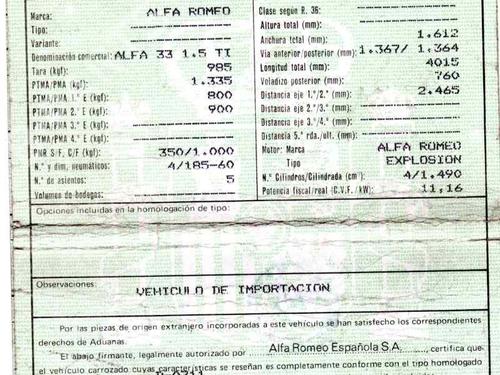 Marca: ALFA ROMEO
Tipo:
Variante:
Denominación comercial: ALFA 33 1.5 TI
Tara (kgf): 985
PTMA/PMA (kgf): 1.335
PTMA/PMA 1.º E (kgf): 800
PTMA/PMA 2.º E (kgf): 900
PTMA/PMA 3.º E (kgf):
PTMA/PMA 4.º E (kgf):
PMR S/F, C/F (kgf): 350/1.000
N.º y dim. neumáticos: 4/185-60
N.º de asientos: 5
Volumen de bodegas:
Clase según R. 36:
Altura total (mm):
Anchura total (mm): 1.612
Vía anterior/posterior (mm): 1.367/ 1.364
Longitud total (mm): 4015
Voladizo posterior (mm): 760
Distancia eje 1.º/2.º (mm): 2.465
Distancia eje 2.º/3.º (mm):
Distancia eje 3.º/4.º (mm):
Distancia 5.ª rda./ult. (mm):
Motor: Marca ALFA ROMEO
Tipo EXPLOSION
N.º Cilindros/Cilindrada (cm³): 4/1.490
Potencia fiscal/real (C.V.F. / kW): 11,16
Opciones incluidas en la homologación de tipo:
Observaciones:
VEHICULO DE IMPORTACION
Por las piezas de origen extranjero incorporadas a este vehículo se han satisfecho los correspondientes
derechos de Aduanas.
El abajo firmante, legalmente autorizado por Alfa Romeo Española S.A., certifica que
el vehículo carrozado cuyas características se reseñan es completamente conforme con el tipo homologado